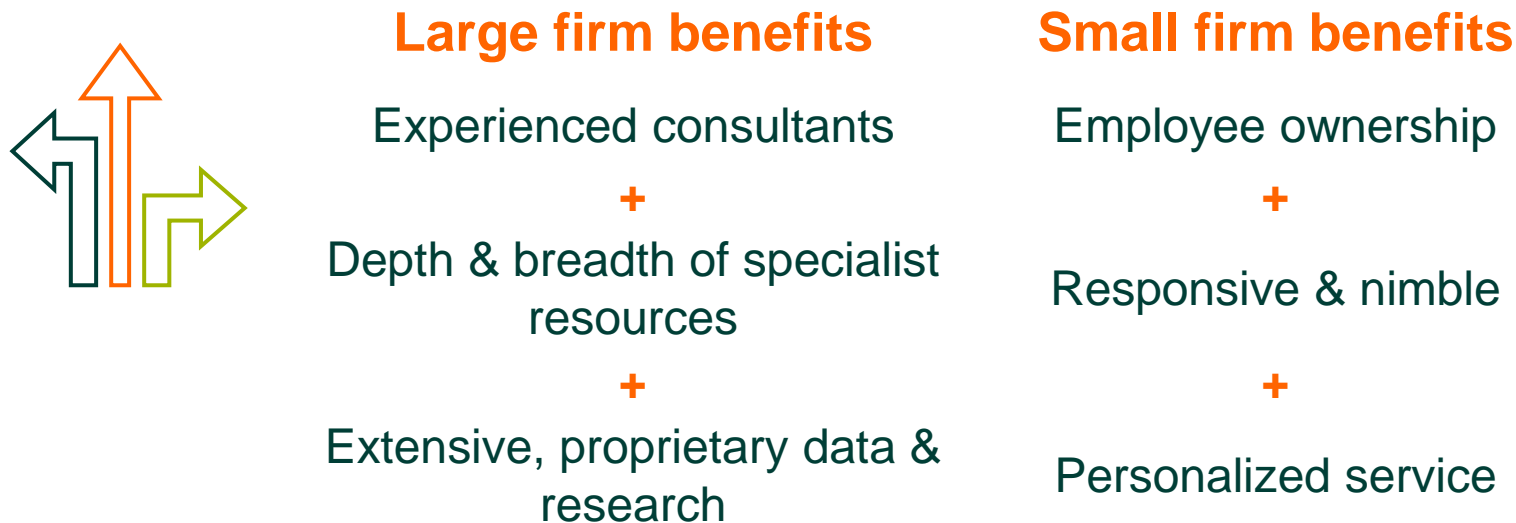 Large firm benefits
Experienced consultants
+
Depth & breadth of specialist
resources
+
Extensive, proprietary data &
research
Small firm benefits
Employee ownership
+
Responsive & nimble
+
Personalized service